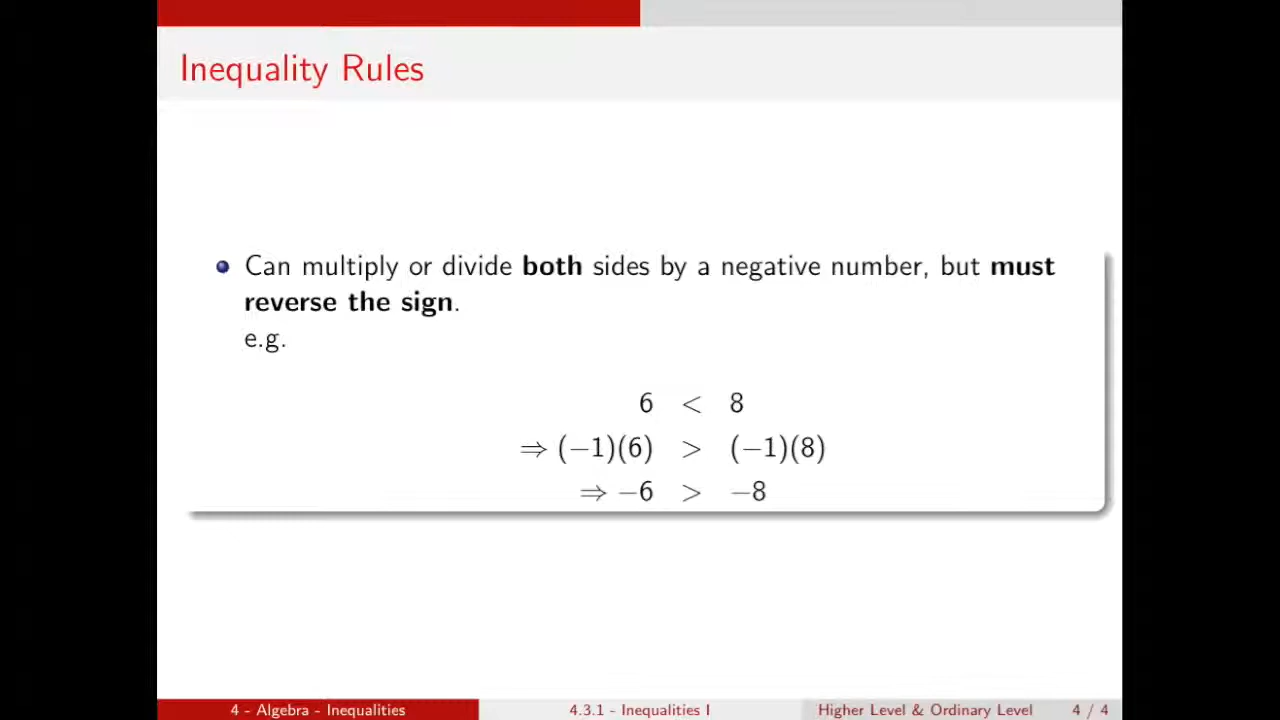 Inequality Rules
Can multiply or divide both sides by a negative number, but must
reverse the sign.
e.g.
6 < 8
⇒ (−1)(6) > (−1)(8)
⇒ −6 > −8
4 - Algebra - Inequalities 4.3.1 - Inequalities I Higher Level & Ordinary Level 4 / 4